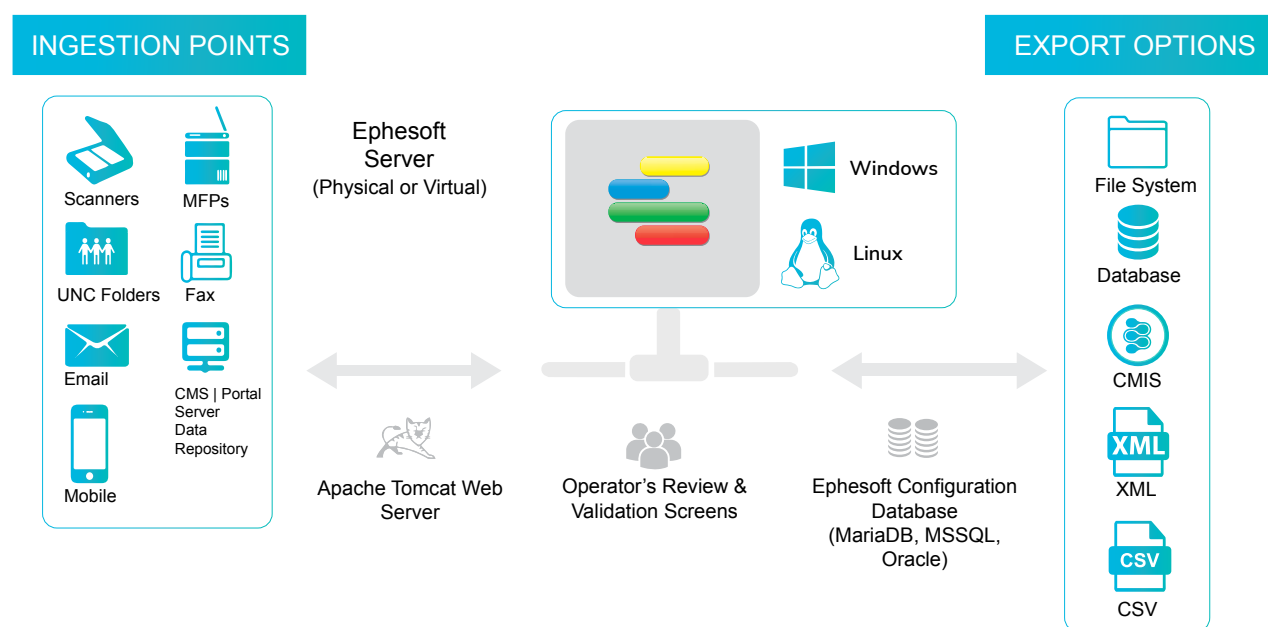 INGESTION POINTS
EXPORT OPTIONS
Scanners
MFPs
UNC Folders
Fax
Email
CMS | Portal
Server
Data
Repository
Mobile
Ephesoft
Server
(Physical or Virtual)
Windows
Linux
Apache Tomcat Web
Server
Operator’s Review &
Validation Screens
Ephesoft Configuration
Database
(MariaDB, MSSQL,
Oracle)
File System
Database
CMIS
XML
XML
CSV
CSV